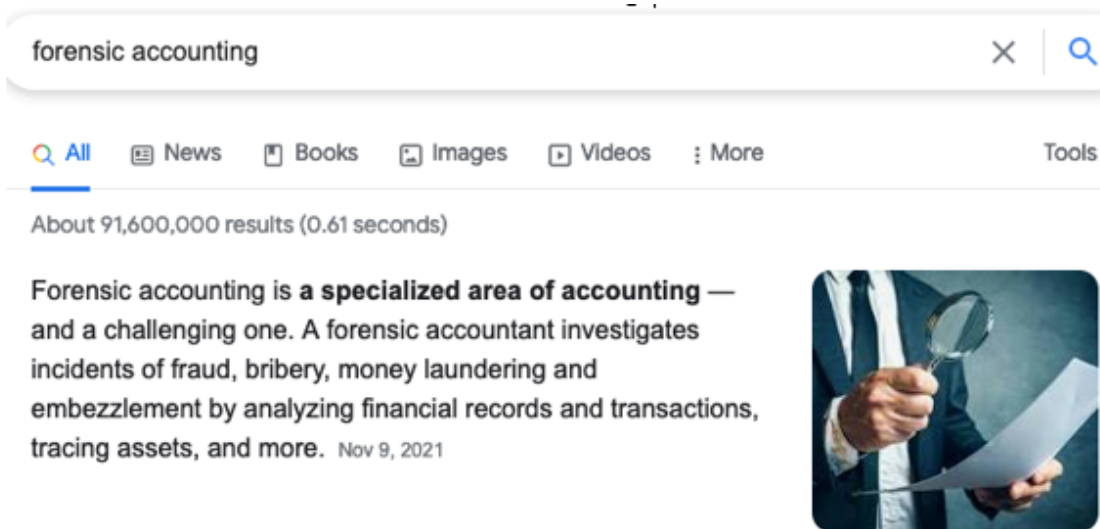 forensic accounting
All News Books Images Videos More Tools
About 91,600,000 results (0.61 seconds)
Forensic accounting is a specialized area of accounting —
and a challenging one. A forensic accountant investigates
incidents of fraud, bribery, money laundering and
embezzlement by analyzing financial records and transactions,
tracing assets, and more. Nov 9, 2021